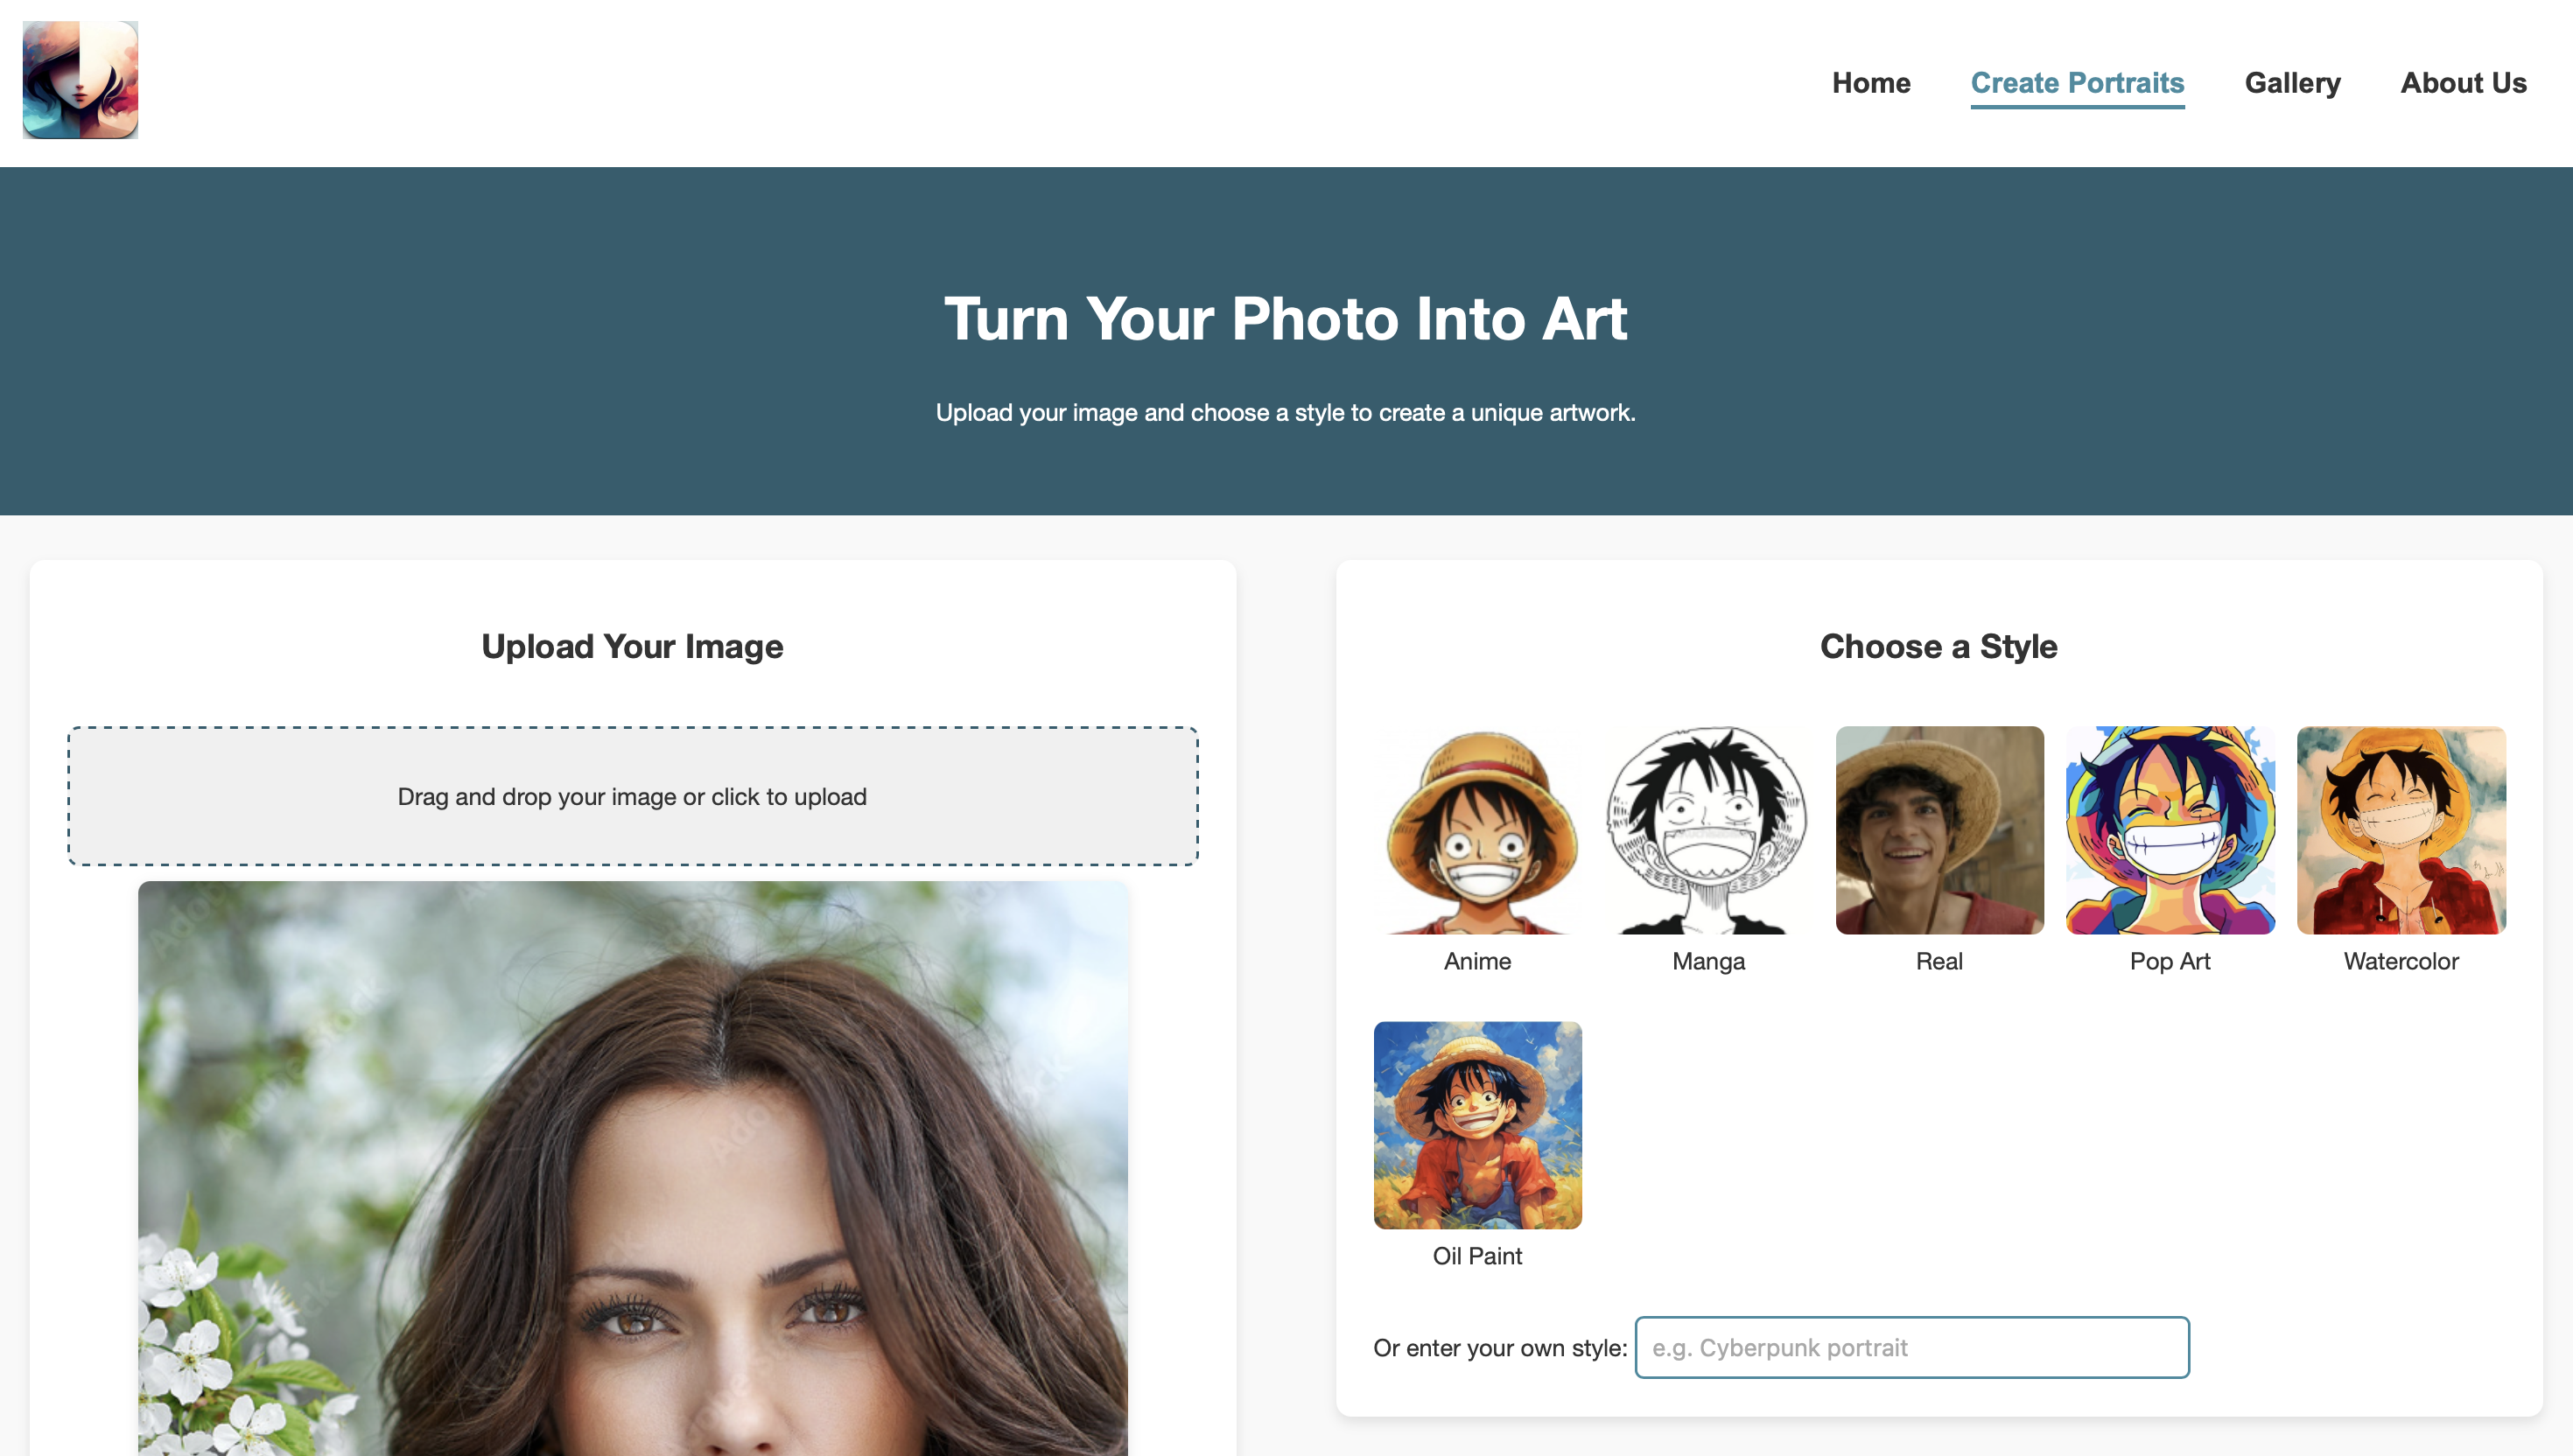 Home
Create Portraits
Gallery
About Us
Turn Your Photo Into Art
Upload your image and choose a style to create a unique artwork.
Upload Your Image
Drag and drop your image or click to upload
Choose a Style
Anime
Manga
Real
Pop Art
Watercolor
Oil Paint
Or enter your own style:
e.g. Cyberpunk portrait